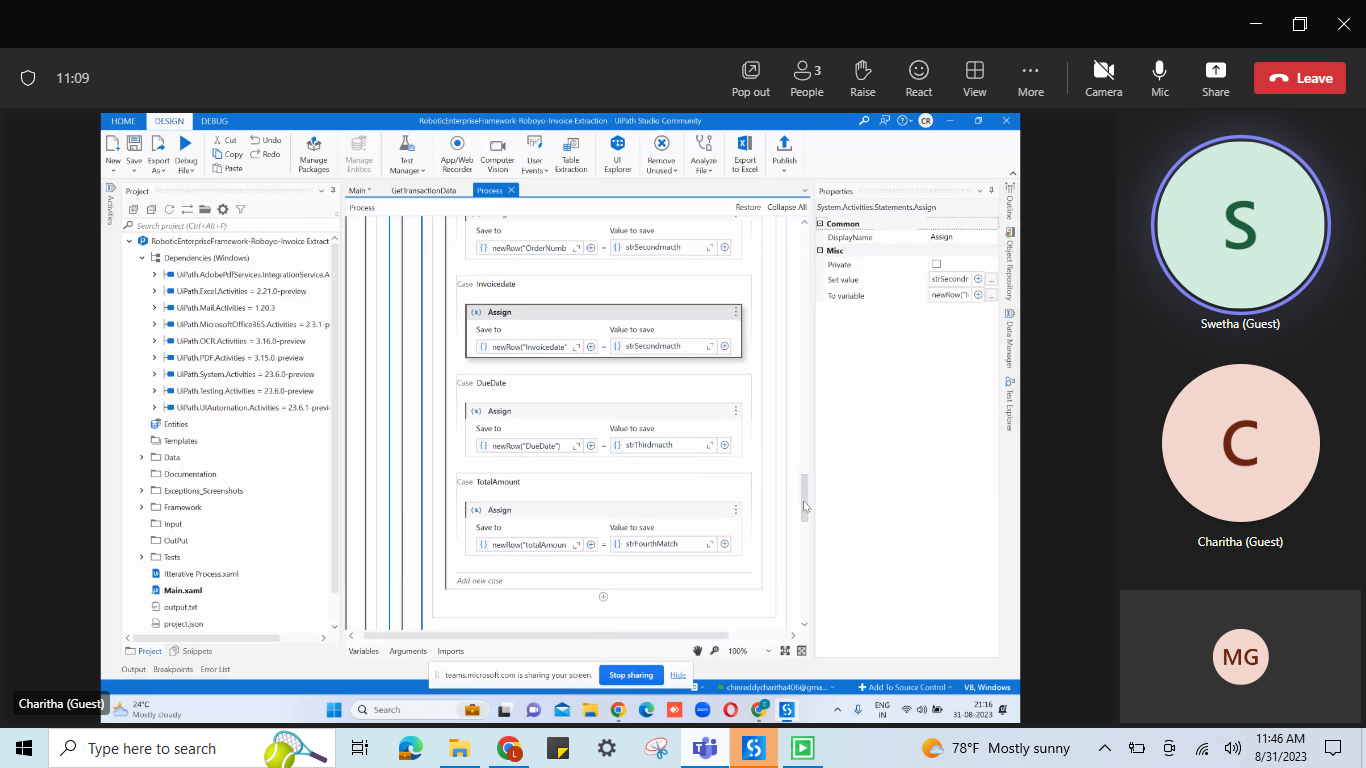 11:09
Pop out
People
3
Raise
React
View
More
Camera
Mic
Share
Leave
HOME DESIGN DEBUG
RoboticEnterpriseFramework-Roboyo-Invoice Extraction - UiPath Studio Community
CR
New
Save
Export As
Debug File
Cut
Copy
Paste
Undo
Redo
Manage Packages
Manage Entities
Test Manager
App/Web Recorder
Computer Vision
User Events
Table Extraction
UI Explorer
Remove Unused
Analyze File
Export to Excel
Publish
Activities
Project
Search project (Ctrl+Alt+P)
RoboticEnterpriseFramework-Roboyo-Invoice Extract
Dependencies (Windows)
UiPath.AdobePdfServices.IntegrationService.A
UiPath.Excel.Activities = 2.21.0-preview
UiPath.Mail.Activities = 1.20.3
UiPath.MicrosoftOffice365.Activities = 2.3.1-p
UiPath.OCR.Activities = 3.16.0-preview
UiPath.PDF.Activities = 3.15.0-preview
UiPath.System.Activities = 23.6.0-preview
UiPath.Testing.Activities = 23.6.0-preview
UiPath.UIAutomation.Activities = 23.6.1-previ
Entities
Templates
Data
Documentation
Exceptions_Screenshots
Framework
Input
OutPut
Tests
Itterative Process.xaml
Main.xaml
output.txt
project.json
Project Snippets
Output Breakpoints Error List
Main * GetTransactionData Process
Process
Restore Collapse All
Save to Value to save
newRow("OrderNumb = strSecondmacth
Case Invoicedate
Assign
Save to Value to save
newRow("Invoicedate" = strSecondmacth
Case DueDate
Assign
Save to Value to save
newRow("DueDate") = strThirdmacth
Case TotalAmount
Assign
Save to Value to save
newRow("totalAmoun = strFourthMatch
Add new case
Variables Arguments Imports
100%
Properties
System.Activities.Statements.Assign
Common
DisplayName Assign
Misc
Private
Set value strSecondr ...
To variable newRow("I ...
Outline
Object Repository
Data Manager
Test Explorer
teams.microsoft.com is sharing your screen.
Stop sharing
Hide
chinreddycharitha406@gma...
Add To Source Control
VB, Windows
24°C
Mostly cloudy
Search
ENG
IN
21:16
31-08-2023
Charitha (Guest)
S
Swetha (Guest)
C
Charitha (Guest)
MG
Type here to search
78°F Mostly sunny
11:46 AM
8/31/2023